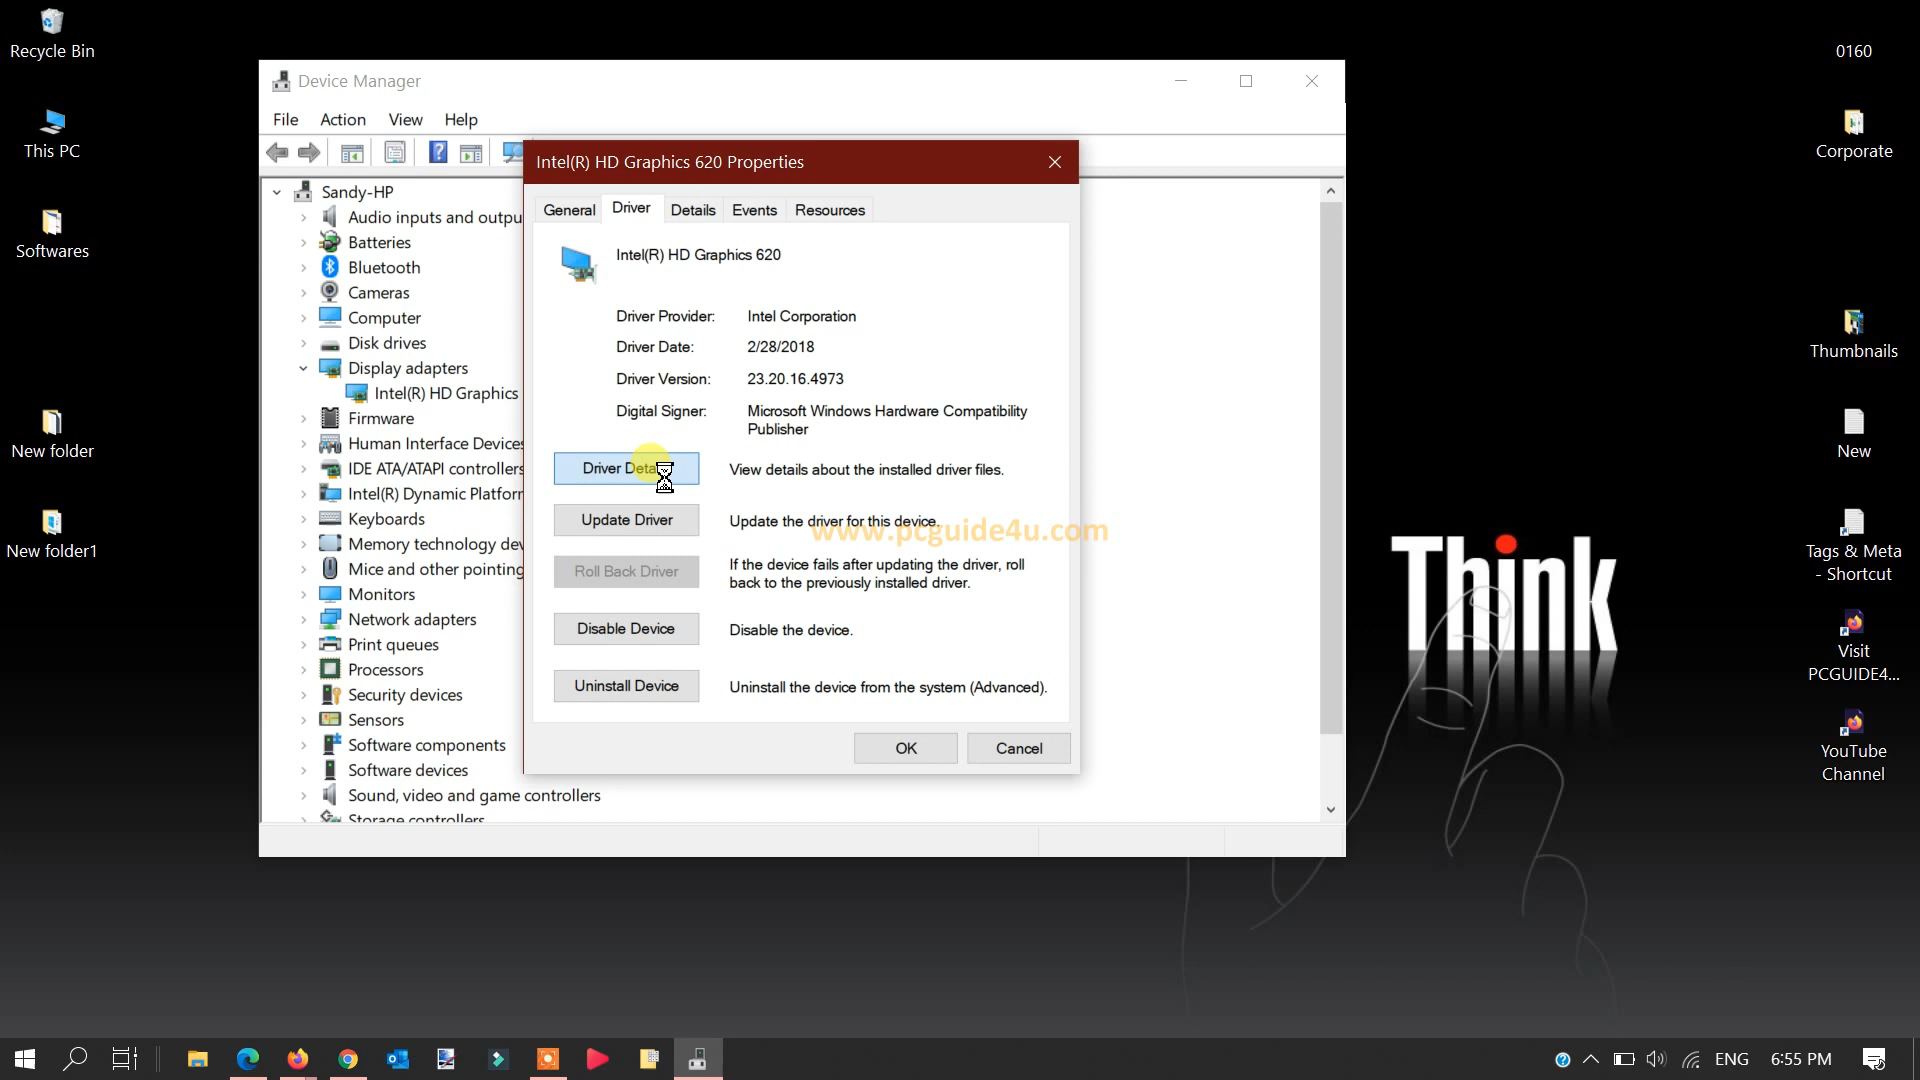 Recycle Bin
0160
Device Manager
File Action View Help
This PC
Corporate
Intel(R) HD Graphics 620 Properties
Sandy-HP
General Driver Details Events Resources
Audio inputs and outpu
Softwares
Batteries
Intel(R) HD Graphics 620
Bluetooth
Cameras
Driver Provider: Intel Corporation
Computer
Disk drives
Driver Date: 2/28/2018
Thumbnails
Display adapters
Driver Version: 23.20.16.4973
Intel(R) HD Graphics
Digital Signer: Microsoft Windows Hardware Compatibility
Publisher
Firmware
Human Interface Devices
New folder
New
IDE ATA/ATAPI controllers
Driver Deta View details about the installed driver files.
Intel(R) Dynamic Platforr
Keyboards
Update Driver Update the driver for this device.
www.pcguide4u.com
Memory technology dev
New folder1
Tags & Meta
- Shortcut
Mice and other pointing
Roll Back Driver If the device fails after updating the driver, roll
back to the previously installed driver.
Think
Monitors
Network adapters
Disable Device Disable the device.
Print queues
Visit
PCGUIDE4...
Processors
Security devices
Uninstall Device Uninstall the device from the system (Advanced).
Sensors
Software components
OK Cancel
YouTube
Channel
Software devices
Sound, video and game controllers
Storage controllers
ENG 6:55 PM